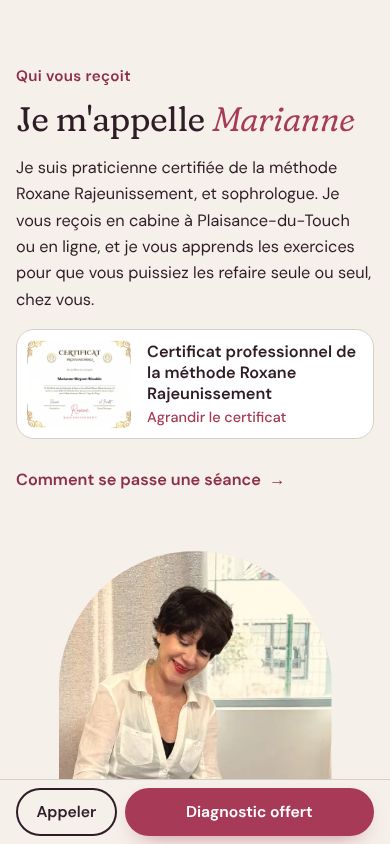 Qui vous reçoit
Je m'appelle Marianne
Je suis praticienne certifiée de la méthode
Roxane Rajeunissement, et sophrologue. Je
vous reçois en cabine à Plaisance-du-Touch
ou en ligne, et je vous apprends les exercices
pour que vous puissiez les refaire seule ou seul,
chez vous.
CERTIFICAT
Certificat professionnel de
la méthode Roxane
Rajeunissement
Agrandir le certificat
Comment se passe une séance →
Appeler
Diagnostic offert